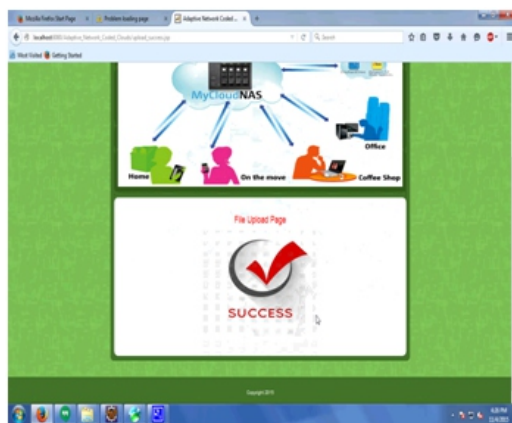 Mozilla Firefox Start Page
Problem loading page
Adaptive Network Coded ...
Search
Most Visited
Getting Started
MyCloudNAS
Office
Home
On the move
Coffee Shop
File Upload Page
SUCCESS
Copyright 2015